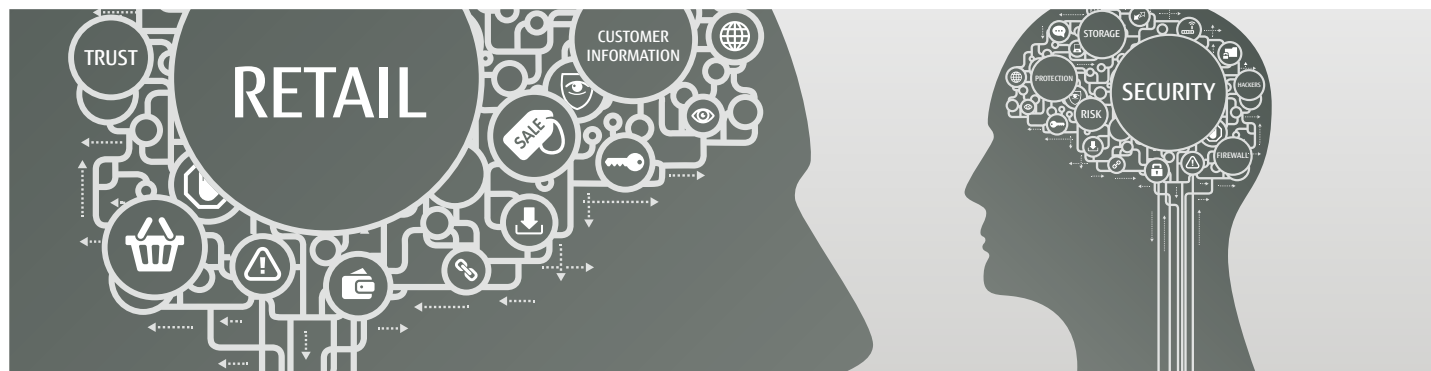 TRUST
RETAIL
CUSTOMER
INFORMATION
SALE
STORAGE
PROTECTION
SECURITY
HACKERS
RISK
FIREWALL